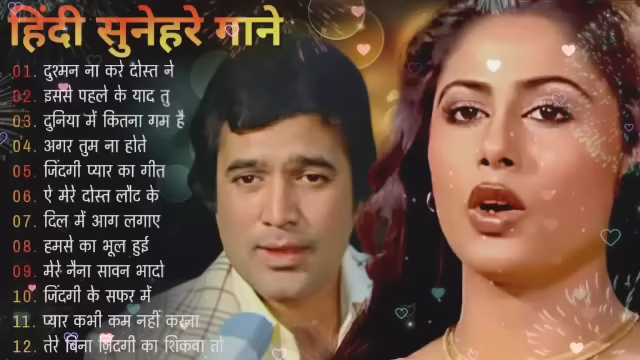 हिंदी सुनेहरे गाने
01. दुश्मन ना करे दोस्त ने
02. इससे पहले के याद तु
03. दुनिया में कितना गम है
04. अगर तुम ना होते
05. जिंदगी प्यार का गीत
06. ऐ मेरे दोस्त लौट के
07. दिल में आग लगाए
08. हमसे का भूल हुई
09. मेरे नैना सावन भादो
10. जिंदगी के सफर में
11. प्यार कभी कम नहीं करना
12. तेरे बिना ज़िंदगी का शिकवा तो